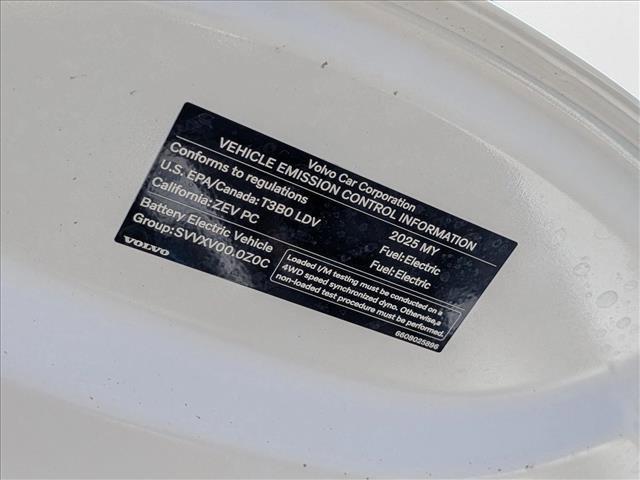 Volvo Car Corporation
VEHICLE EMISSION CONTROL INFORMATION
Conforms to regulations
2025 MY
U.S. EPA/Canada: T3B0 LDV
Fuel: Electric
California: ZEV PC
Fuel: Electric
Battery Electric Vehicle
Group: SVVXV00.0Z0C
Loaded I/M testing must be conducted on a
4WD speed synchronized dyno. Otherwise, a
non-loaded test procedure must be performed.
VOLVO
6608025896